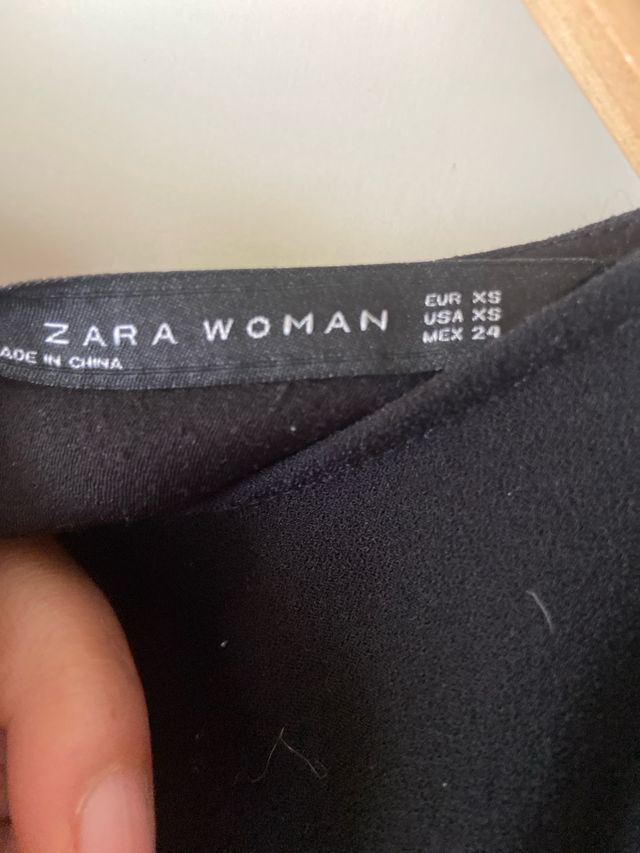 ZARA WOMAN
ADE IN CHINA
EUR XS
USA XS
MEX 24